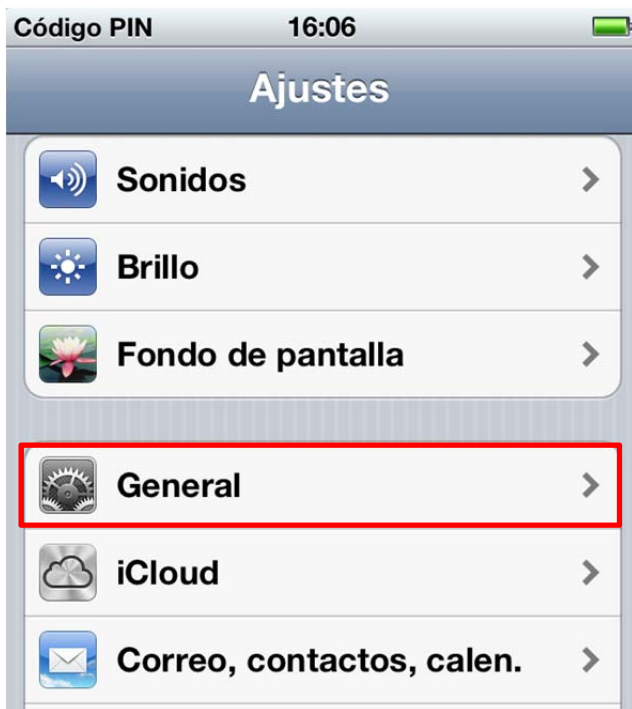 Código PIN 16:06
Ajustes
Sonidos
Brillo
Fondo de pantalla
General
iCloud
Correo, contactos, calen.